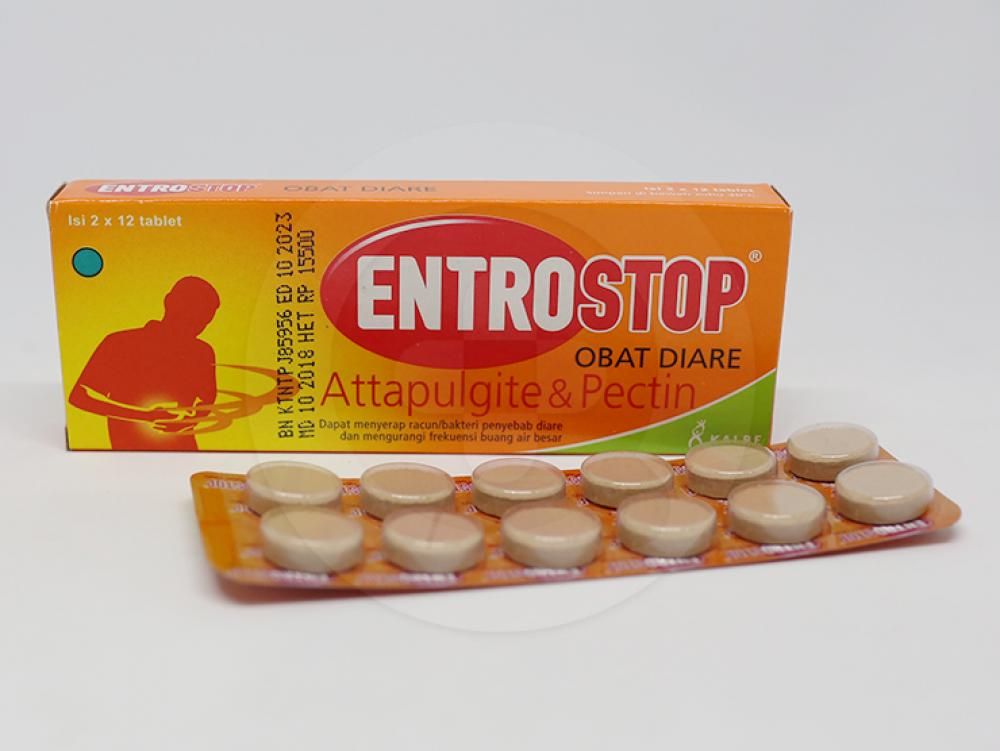 ENTROSTOP OBAT DIARE
Isi 2 x 12 tablet
Isi 2 x 12 tablet
BN KTNTPJ85956 ED 10 2023
MD 10 2018 HET RP 15500
ENTROSTOP®
OBAT DIARE
Attapulgite & Pectin
Dapat menyerap racun/bakteri penyebab diare
dan mengurangi frekuensi buang air besar
KALBE